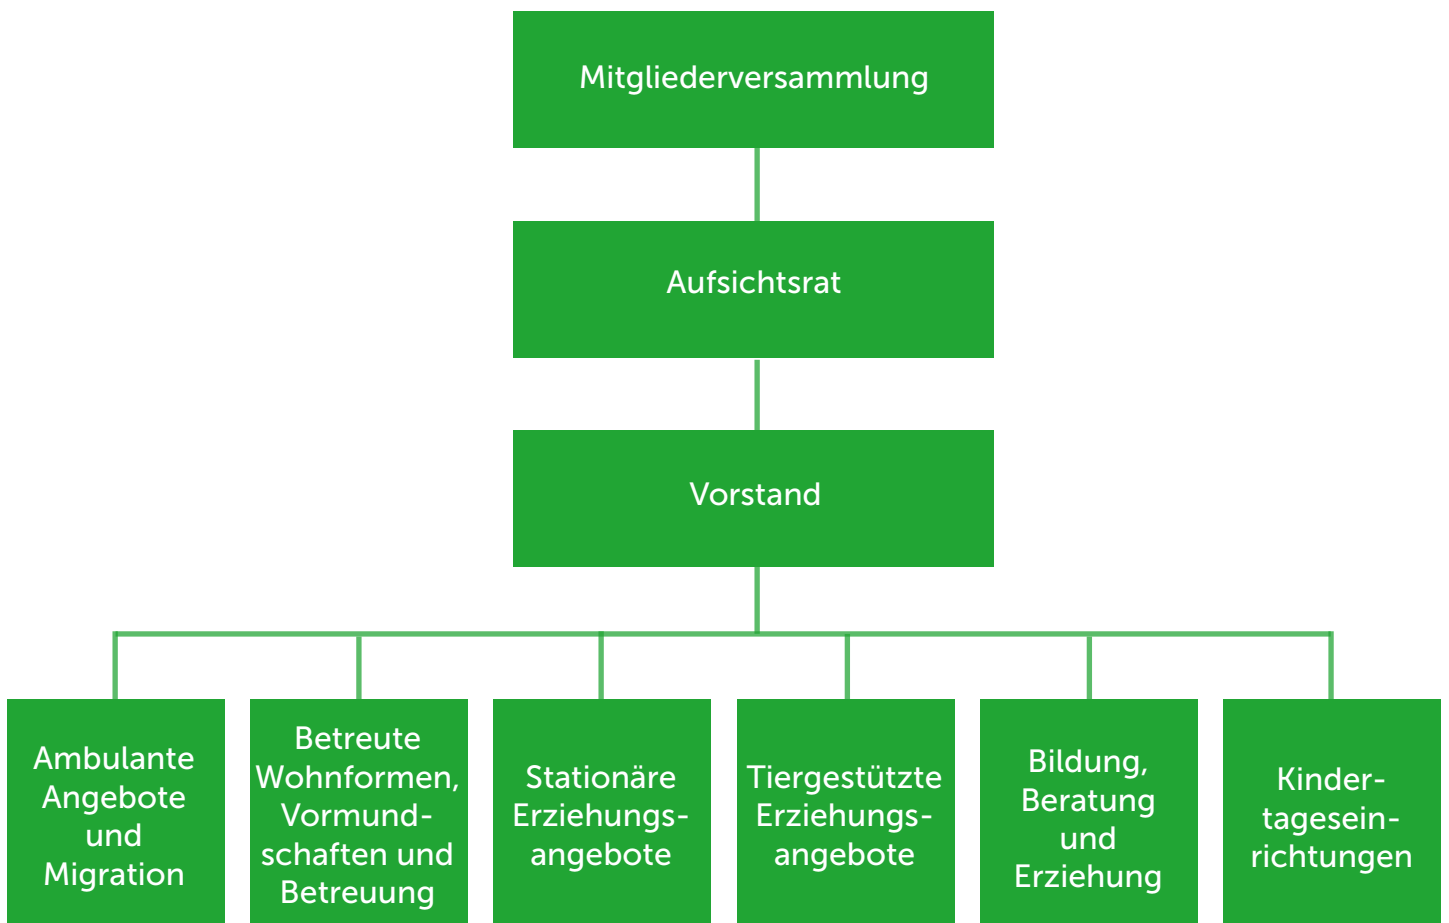 Mitgliederversammlung
Aufsichtsrat
Vorstand
Ambulante
Angebote
und
Migration
Betreute
Wohnformen,
Vormund-
schaften und
Betreuung
Stationäre
Erziehungs-
angebote
Tiergestützte
Erziehungs-
angebote
Bildung,
Beratung
und
Erziehung
Kinder-
tagesein-
richtungen